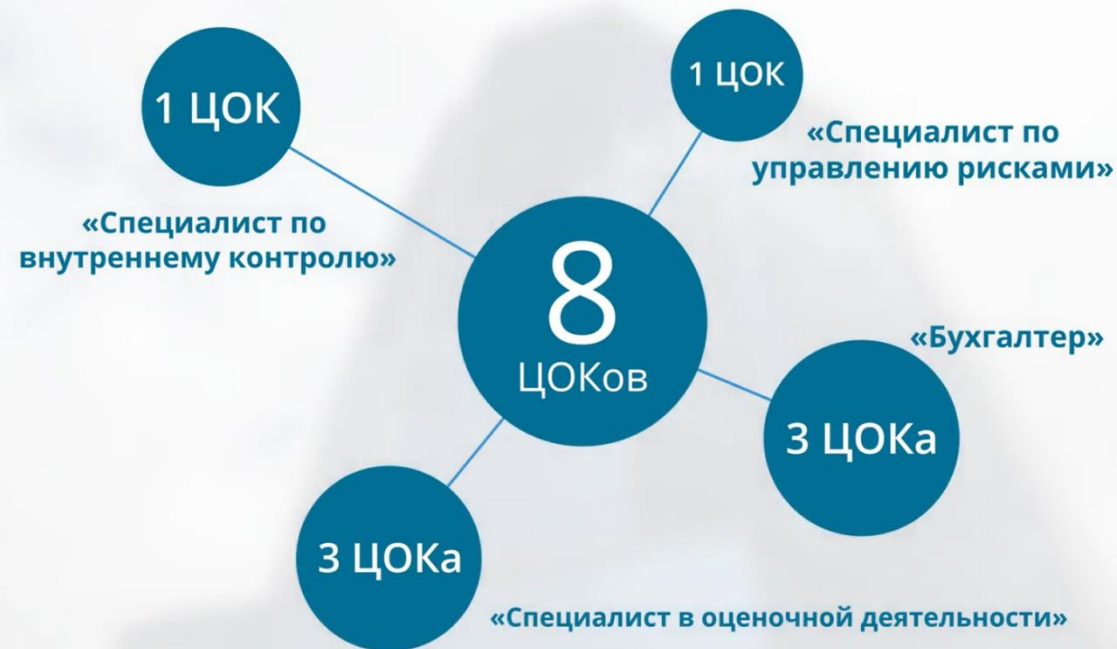 1 ЦОК
«Специалист по
внутреннему контролю»
1 ЦОК
«Специалист по
управлению рисками»
8
ЦОКов
«Бухгалтер»
3 ЦОКа
3 ЦОКа
«Специалист в оценочной деятельности»